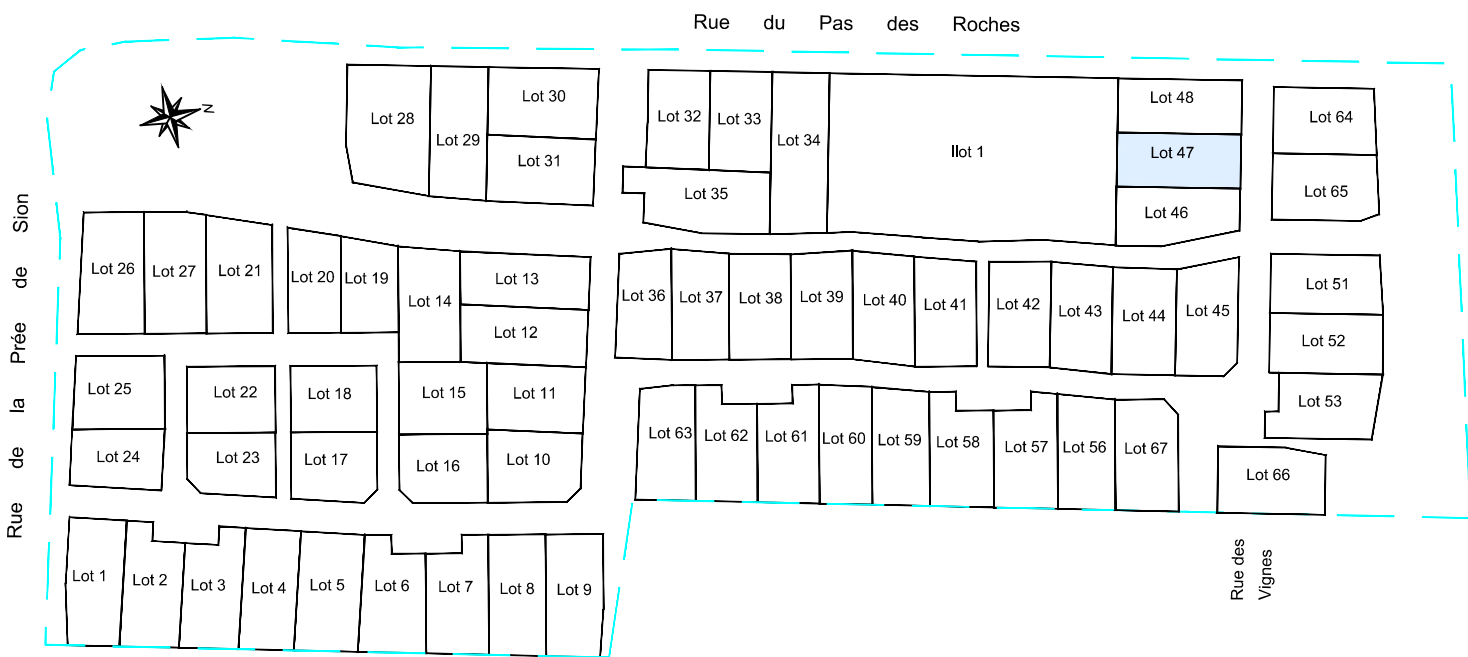 Rue du Pas des Roches
N
Lot 28
Lot 29
Lot 30
Lot 31
Lot 32
Lot 33
Lot 34
Lot 35
Ilot 1
Lot 48
Lot 47
Lot 46
Lot 64
Lot 65
Rue de la Prée de Sion
Lot 26
Lot 27
Lot 21
Lot 20
Lot 19
Lot 14
Lot 13
Lot 12
Lot 36
Lot 37
Lot 38
Lot 39
Lot 40
Lot 41
Lot 42
Lot 43
Lot 44
Lot 45
Lot 51
Lot 52
Lot 53
Lot 25
Lot 24
Lot 22
Lot 23
Lot 18
Lot 17
Lot 15
Lot 16
Lot 11
Lot 10
Lot 63
Lot 62
Lot 61
Lot 60
Lot 59
Lot 58
Lot 57
Lot 56
Lot 67
Lot 66
Lot 1
Lot 2
Lot 3
Lot 4
Lot 5
Lot 6
Lot 7
Lot 8
Lot 9
Rue des
Vignes